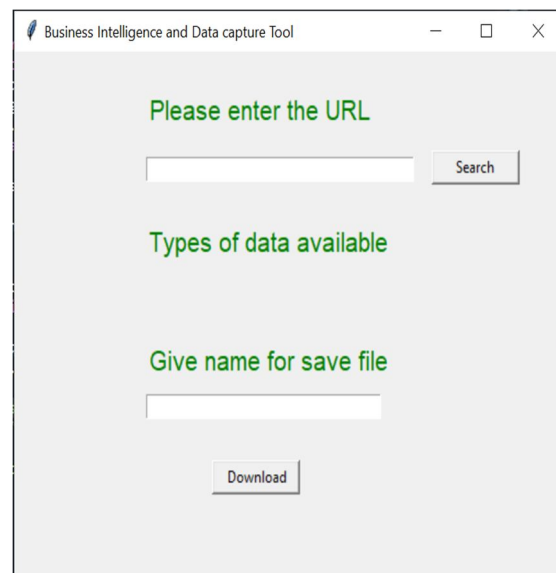 Business Intelligence and Data capture Tool
Please enter the URL
Search
Types of data available
Give name for save file
Download